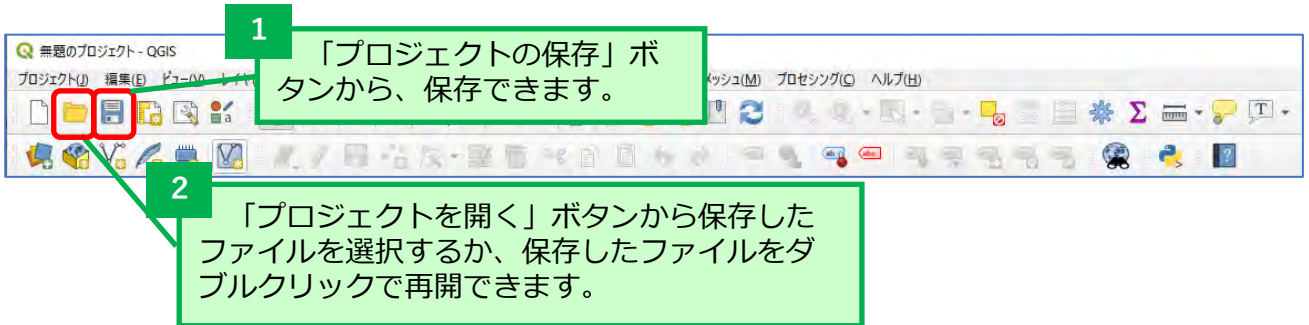 1
「プロジェクトの保存」ボ
タンから、保存できます。
無題のプロジェクト - QGIS
プロジェクト(J) 編集(E) ビュー(V) メッシュ(M) プロセシング(C) ヘルプ(H)
2
「プロジェクトを開く」ボタンから保存した
ファイルを選択するか、保存したファイルをダ
ブルクリックで再開できます。